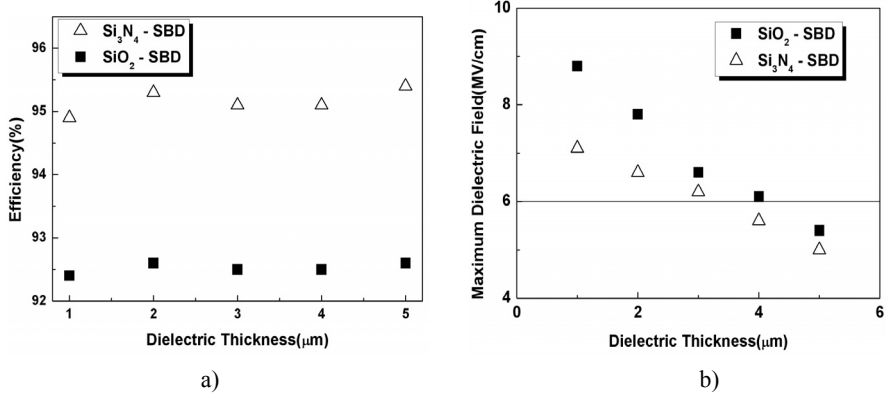 96
95
94
93
92
Efficiency(%)
Si₃N₄ - SBD
SiO₂ - SBD
1 2 3 4 5
Dielectric Thickness(μm)
a)
10
8
6
4
Maximum Dielectric Field(MV/cm)
SiO₂ - SBD
Si₃N₄ - SBD
0 2 4 6
Dielectric Thickness(μm)
b)